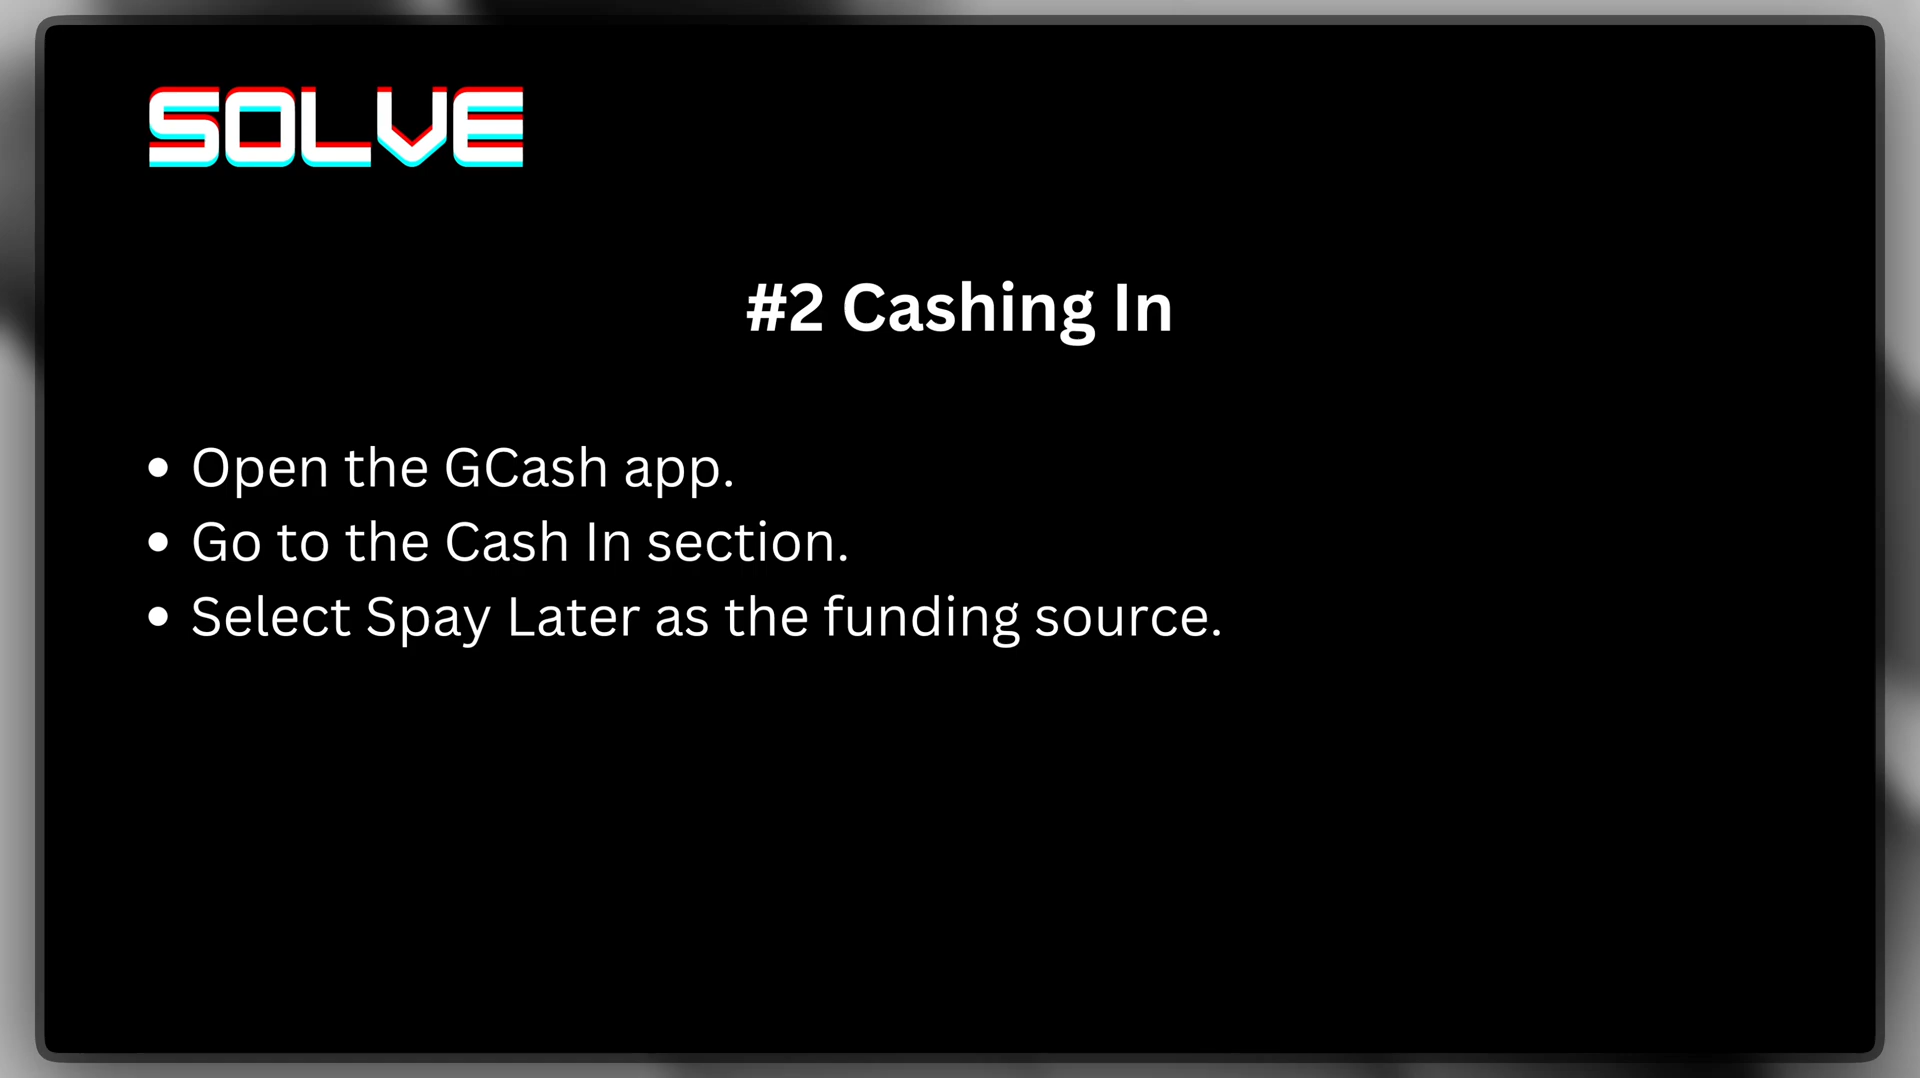 SOLVE
#2 Cashing In
• Open the GCash app.
• Go to the Cash In section.
• Select Spay Later as the funding source.